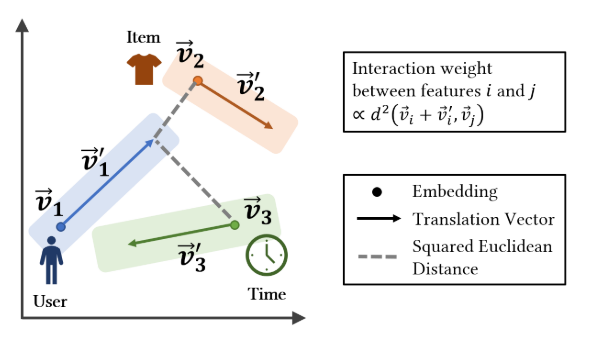 Item
v⃗₂
v⃗′₂
v⃗′₁
v⃗₁
v⃗₃
v⃗′₃
User
Time
Interaction weight
between features i and j
∝ d²(v⃗ᵢ + v⃗′ᵢ, v⃗ⱼ)
Embedding
Translation Vector
Squared Euclidean
Distance